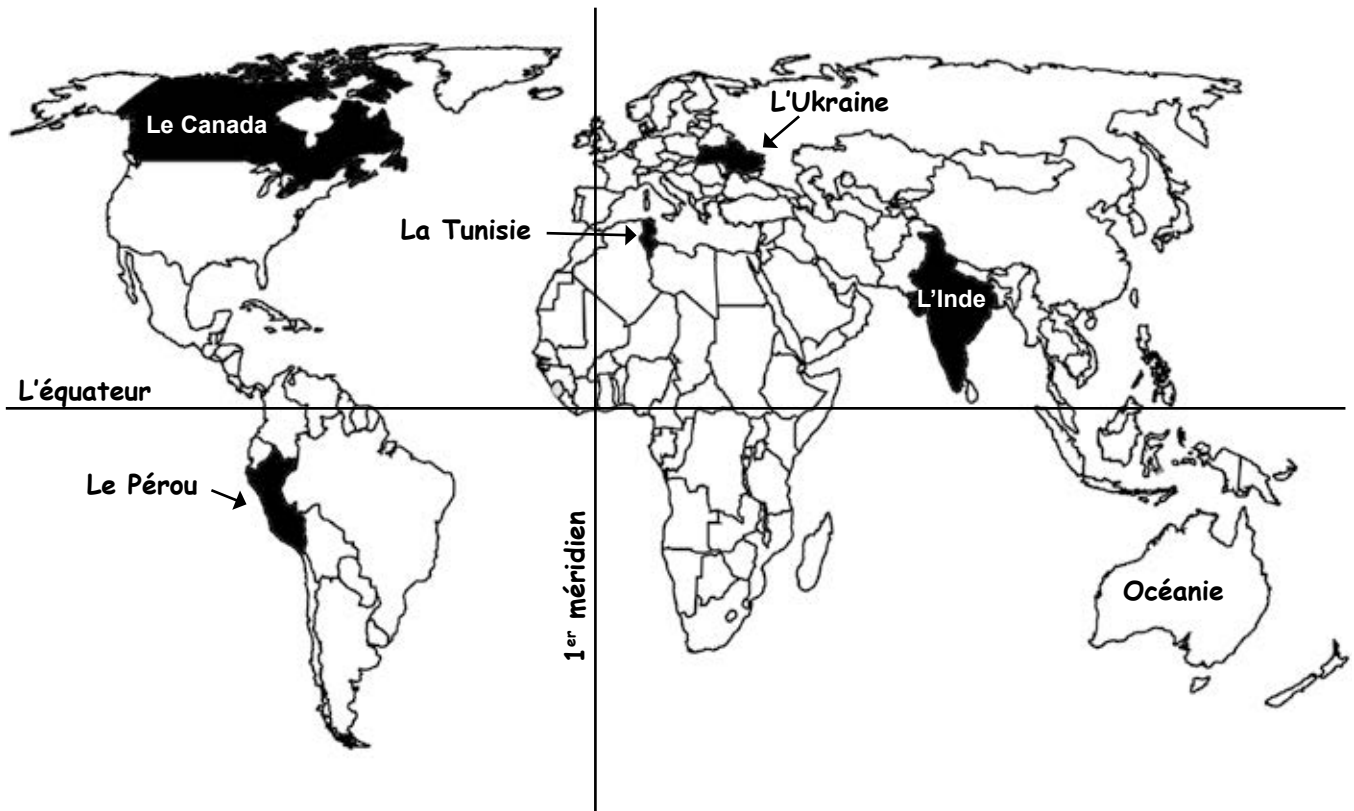 L'Ukraine
Le Canada
La Tunisie
L'Inde
L'équateur
Le Pérou
1er méridien
Océanie